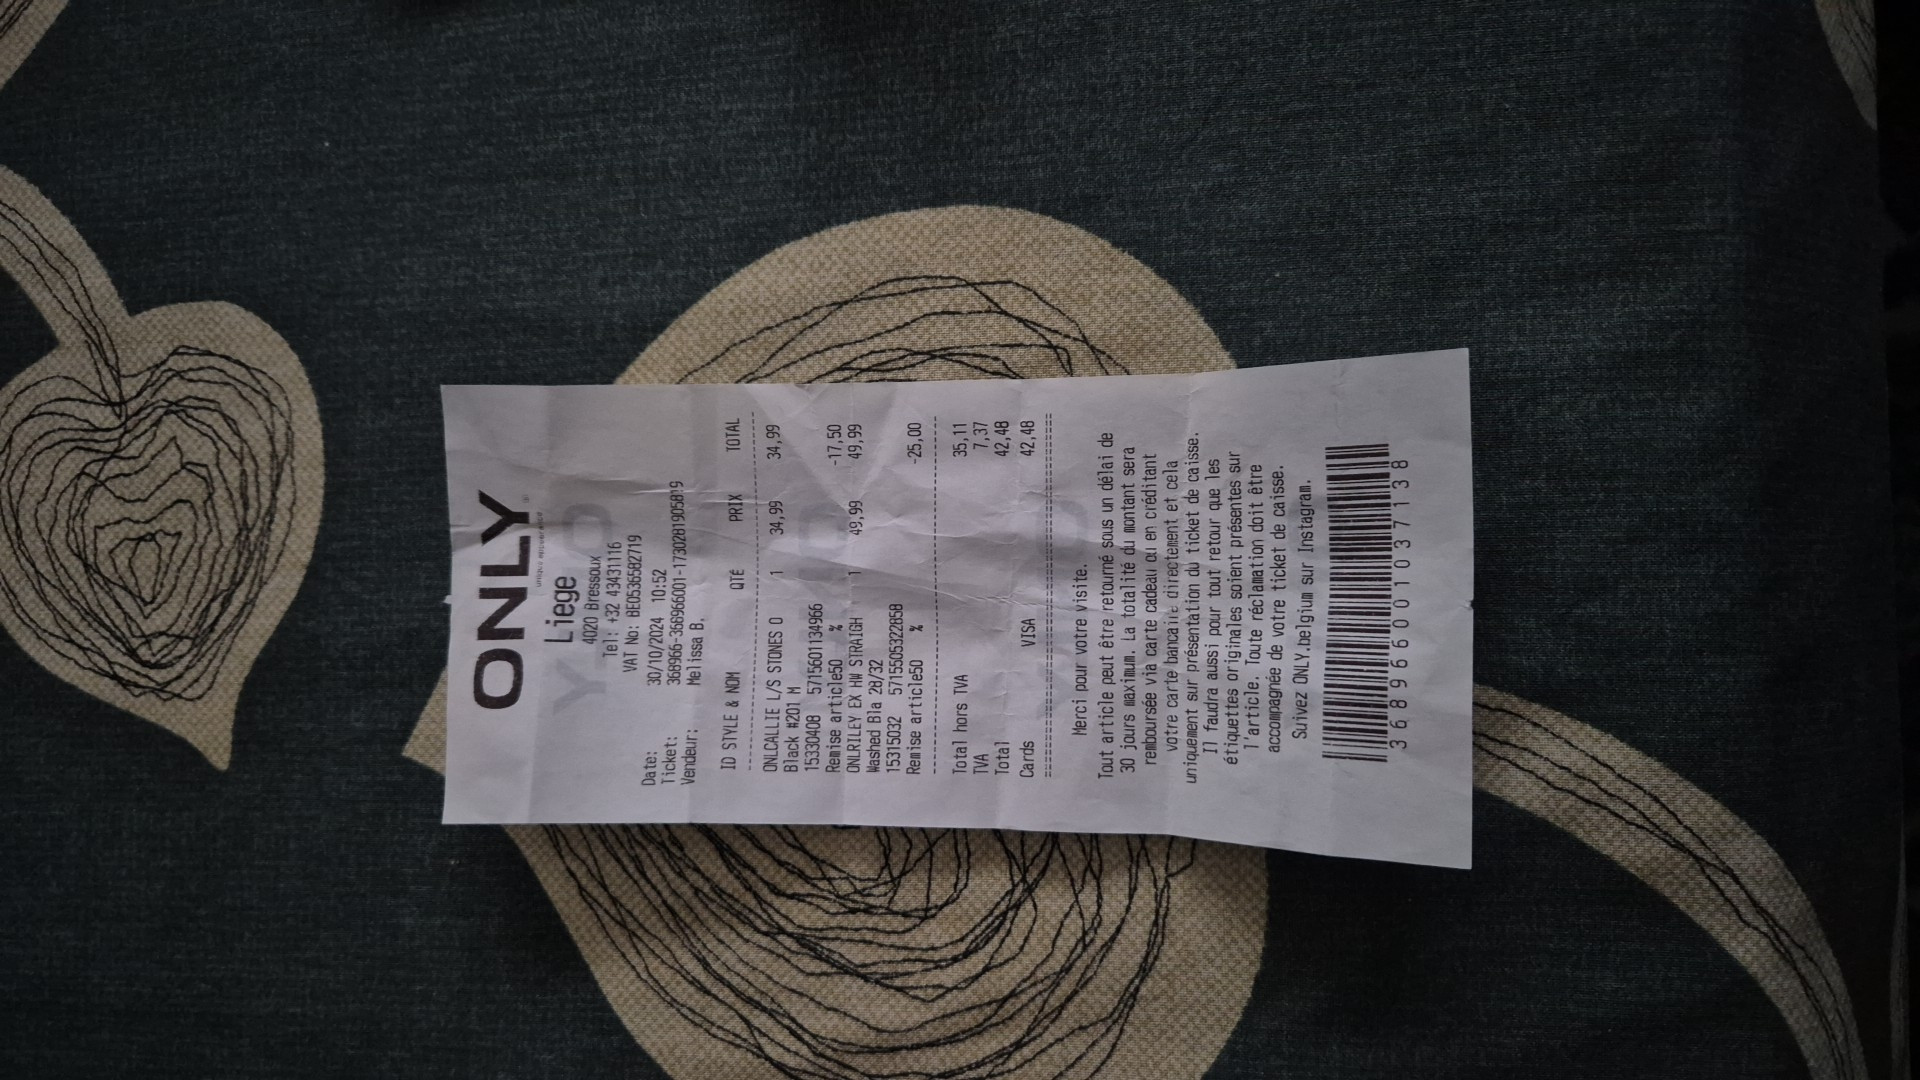 ONLY
Liege
4020 Bressoux
Tel: +32 43431116
VAT No: BE0536582719
Date: 30/10/2024 10:52
Ticket: 368966-368966001-1730281905819
Vendeur: Melissa B.
ID STYLE & NOM QTÉ PRIX TOTAL
ONLCALLIE L/S STONES O 1 34,99 34,99
Black #201 M
15330408 5715601134966
Remise article50 % -17,50
ONLRILEY EX HW STRAIGH 1 49,99 49,99
Washed Bla 28/32
15315032 5715505322858
Remise article50 % -25,00
Total hors TVA 35,11
TVA 7,37
Total 42,48
Cards VISA 42,48
Merci pour votre visite.
Tout article peut être retourné sous un délai de
30 jours maximum. La totalité du montant sera
remboursée via carte cadeau ou en créditant
votre carte bancaire directement et cela
uniquement sur présentation du ticket de caisse.
Il faudra aussi pour tout retour que les
étiquettes originales soient présentes sur
l'article. Toute réclamation doit être
accompagnée de votre ticket de caisse.
Suivez ONLY.belgium sur Instagram.
368966001037138